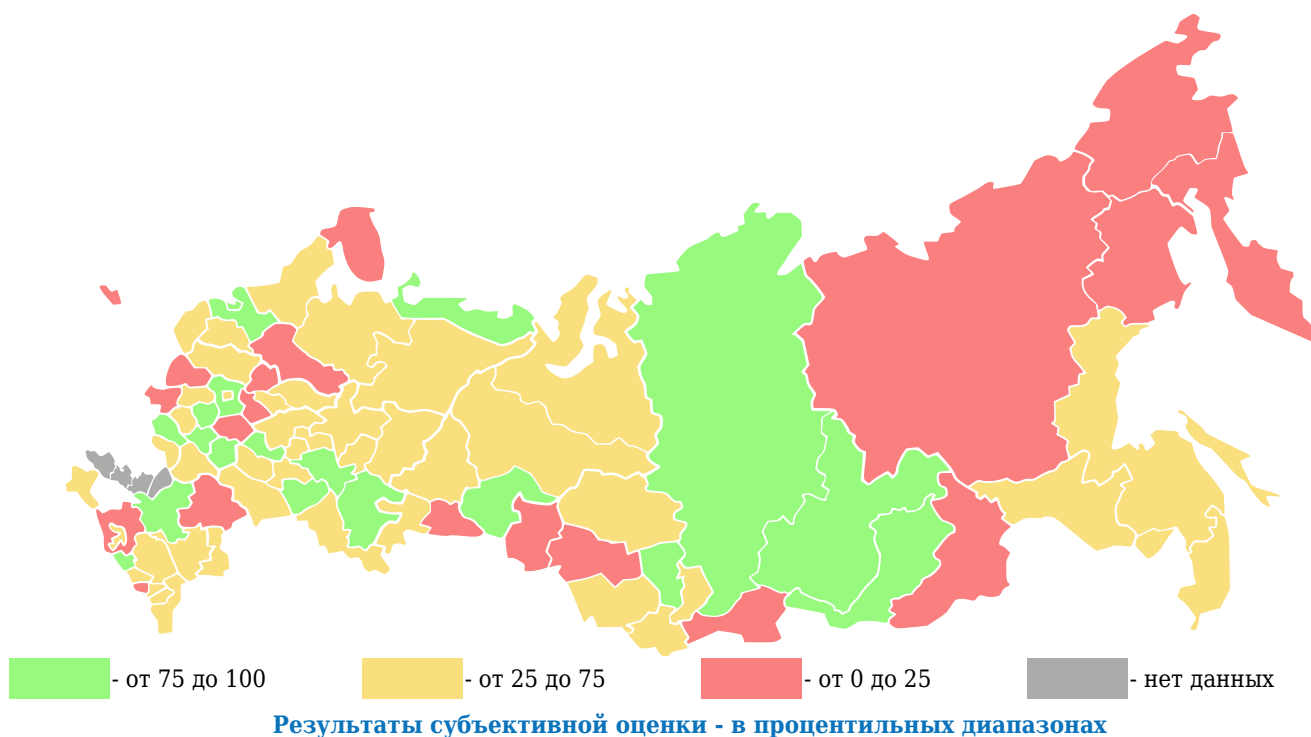 - от 75 до 100 - от 25 до 75 - от 0 до 25 - нет данных
Результаты субъективной оценки - в процентильных диапазонах